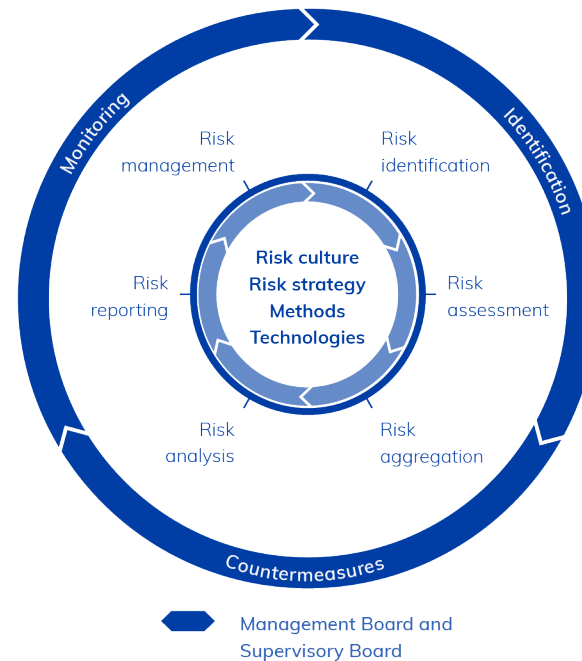 Monitoring
Identification
Risk
management
Risk
identification
Risk culture
Risk strategy
Methods
Technologies
Risk
reporting
Risk
assessment
Risk
analysis
Risk
aggregation
Countermeasures
Management Board and
Supervisory Board